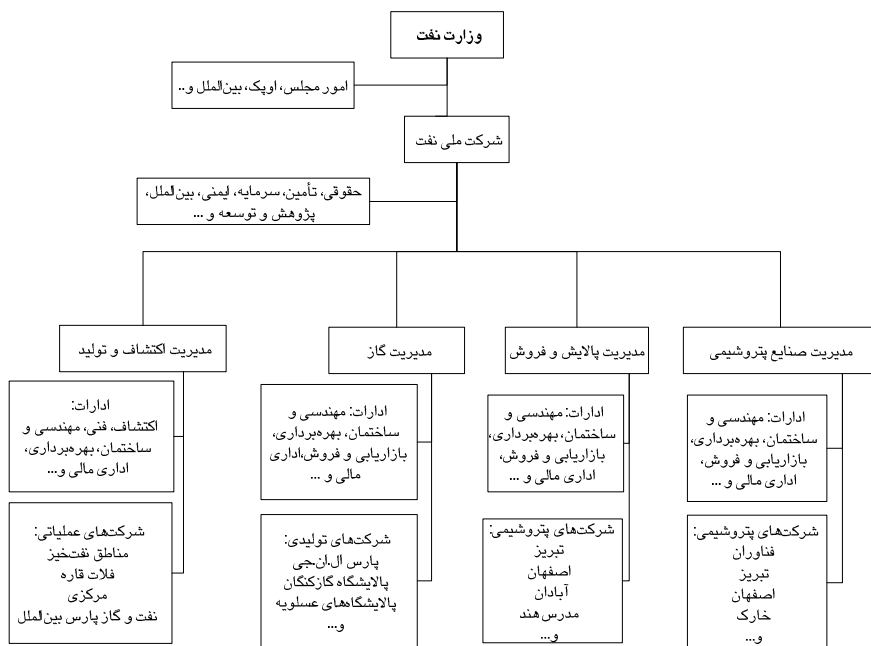 وزارت نفت
امور مجلس، اوپک، بین‌الملل و..
شرکت ملی نفت
حقوقی، تأمین، سرمایه، ایمنی، بین‌الملل،
پژوهش و توسعه و ...
مدیریت صنایع پتروشیمی
مدیریت پالایش و فروش
مدیریت گاز
مدیریت اکتشاف و تولید
ادارات: مهندسی و
ساختمان، بهره‌برداری،
بازاریابی و فروش،
اداری مالی و ...
ادارات: مهندسی و
ساختمان، بهره‌برداری،
بازاریابی و فروش،
اداری مالی و ...
ادارات: مهندسی و
ساختمان، بهره‌برداری،
بازاریابی و فروش،اداری
مالی و ...
ادارات:
اکتشاف، فنی، مهندسی و
ساختمان، بهره‌برداری،
اداری مالی و...
شرکت‌های پتروشیمی:
فناوران
تبریز
اصفهان
خارک
و...
شرکت‌های پتروشیمی:
تبریز
اصفهان
آبادان
مدرس هند
و...
شرکت‌های تولیدی:
پارس ال.ان.جی
پالایشگاه گازکنگان
پالایشگاه‌های عسلویه
و...
شرکت‌های عملیاتی:
مناطق نفت‌خیز
فلات قاره
مرکزی
نفت و گاز پارس بین‌الملل